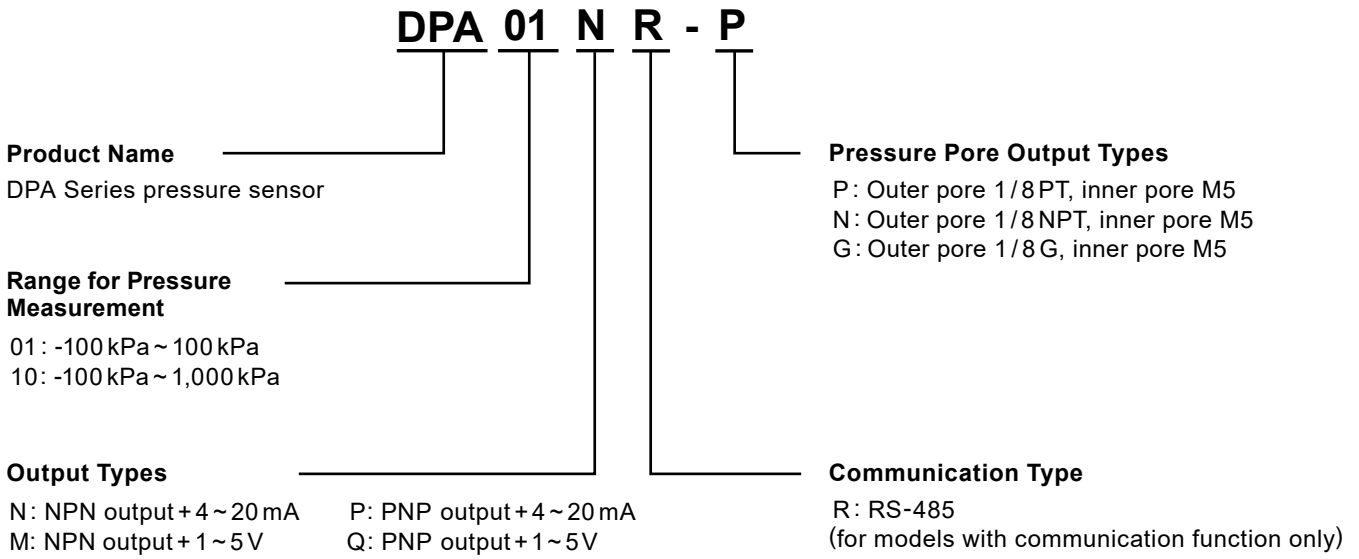 DPA 01 N R - P
Product Name
DPA Series pressure sensor
Range for Pressure
Measurement
01: -100 kPa ~ 100 kPa
10: -100 kPa ~ 1,000 kPa
Output Types
N: NPN output + 4 ~ 20 mA P: PNP output + 4 ~ 20 mA
M: NPN output + 1 ~ 5 V Q: PNP output + 1 ~ 5 V
Pressure Pore Output Types
P: Outer pore 1/8 PT, inner pore M5
N: Outer pore 1/8 NPT, inner pore M5
G: Outer pore 1/8 G, inner pore M5
Communication Type
R: RS-485
(for models with communication function only)